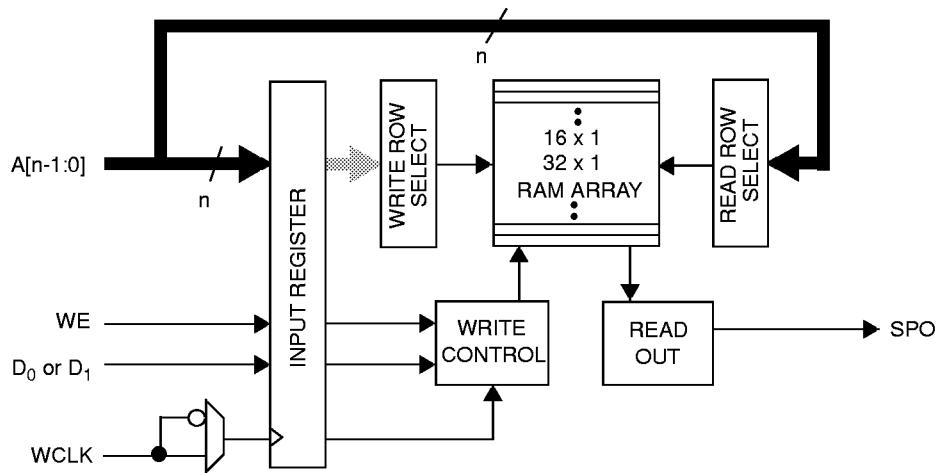 n
A[n-1:0]
n
INPUT REGISTER
WRITE ROW
SELECT
16 x 1
32 x 1
RAM ARRAY
READ ROW
SELECT
WE
D0 or D1
WCLK
WRITE
CONTROL
READ
OUT
SPO